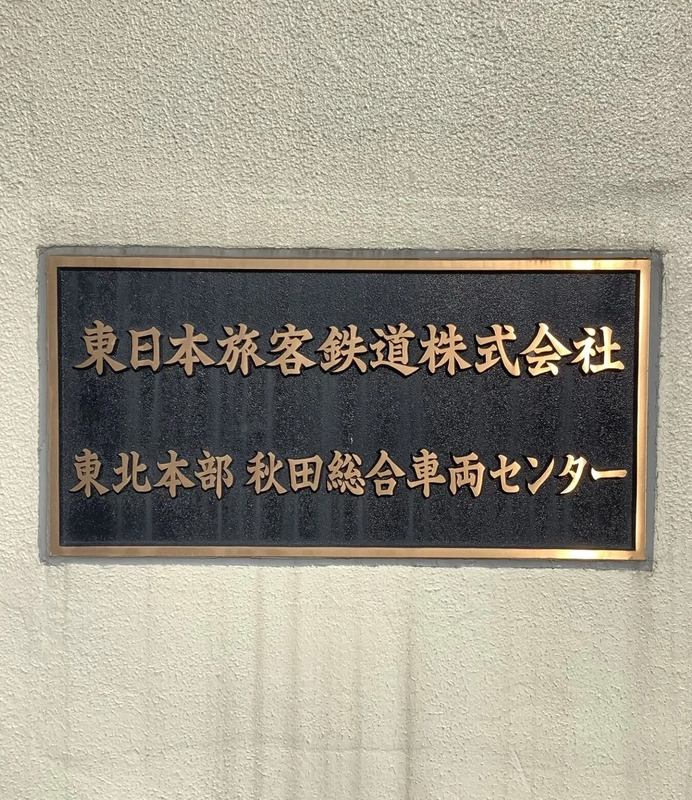 東日本旅客鉄道株式会社
東北本部 秋田総合車両センター